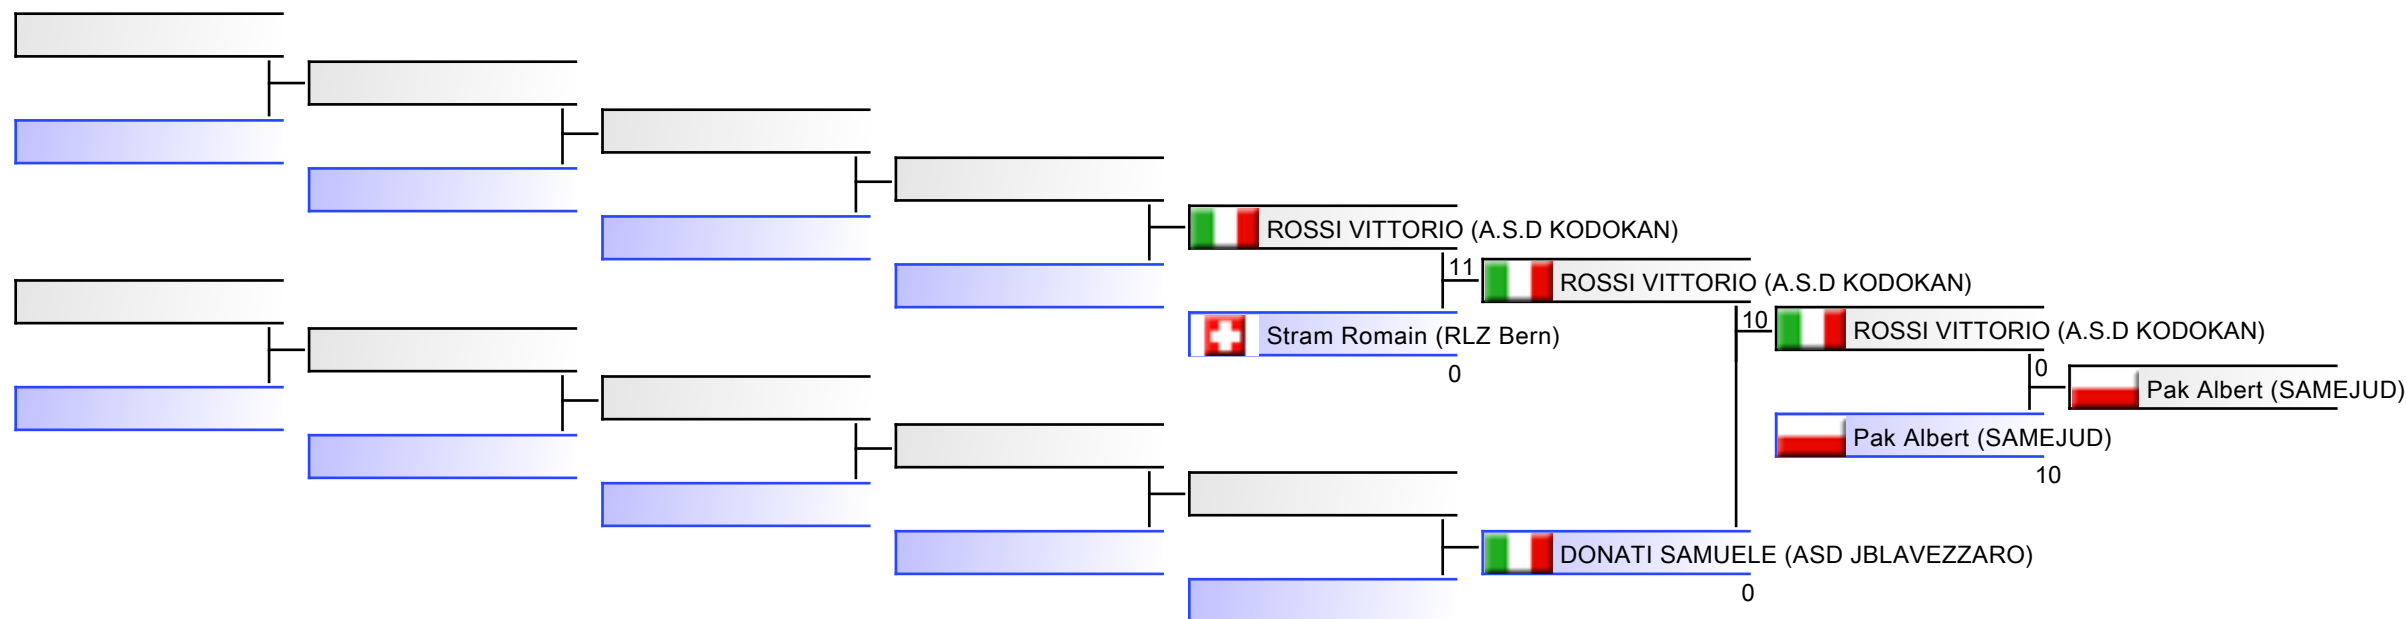 ROSSI VITTORIO (A.S.D KODOKAN)
11
ROSSI VITTORIO (A.S.D KODOKAN)
Stram Romain (RLZ Bern)
0
10
ROSSI VITTORIO (A.S.D KODOKAN)
0
Pak Albert (SAMEJUD)
Pak Albert (SAMEJUD)
10
DONATI SAMUELE (ASD JBLAVEZZARO)
0